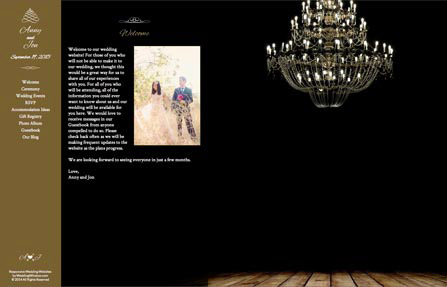 Anny
and
Jon
September 19, 2015
Welcome
Ceremony
Wedding Events
RSVP
Accommodation Ideas
Gift Registry
Photo Album
Guestbook
Our Blog
A J
Responsive Wedding Websites
by WeddingWindow.com
© 2014 All Rights Reserved
Welcome
Welcome to our wedding
website! For those of you who
will not be able to make it to
our wedding, we thought this
would be a great way for us to
share all of our experiences
with you. For all of you who
will be attending, all of the
information you could ever
want to know about us and our
wedding will be available for
you here. We would love to
receive messages in our
Guestbook from anyone
compelled to do so. Please
check back often as we will be
making frequent updates to the
website as the plans progress.
We are looking forward to seeing everyone in just a few months.
Love,
Anny and Jon